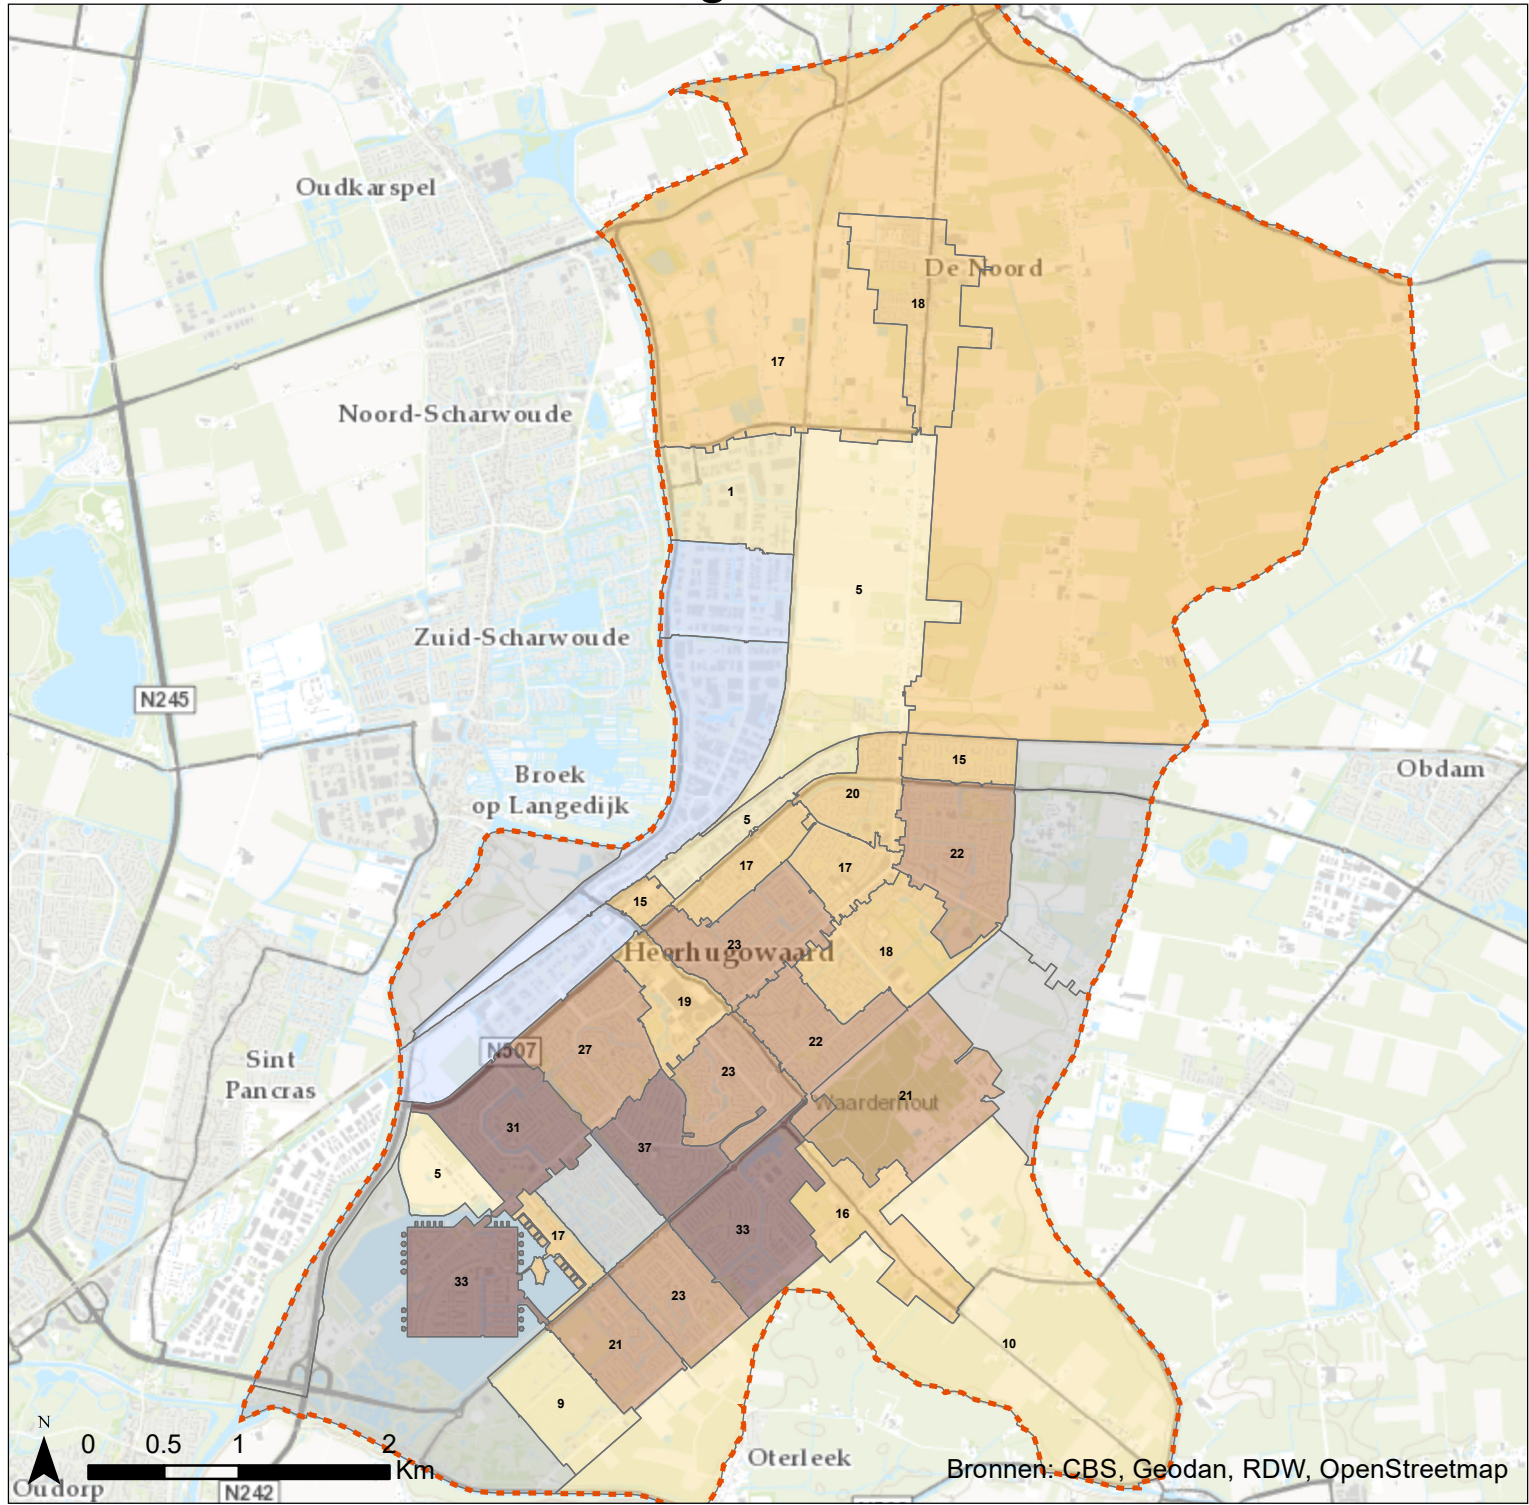 Oudkarspel
De Noord
18
17
Noord-Scharwoude
1
5
Zuid-Scharwoude
N245
Broek
op Langedijk
15
Obdam
20
5
22
17
17
15
23
Heerhugowaard
18
19
N507
27
22
Sint
Pancras
23
21
Waarderhout
31
37
5
16
33
17
33
23
21
10
9
N
0 0.5 1 2
Km
Oterleek
Bronnen: CBS, Geodan, RDW, OpenStreetmap
Oudorp
N242